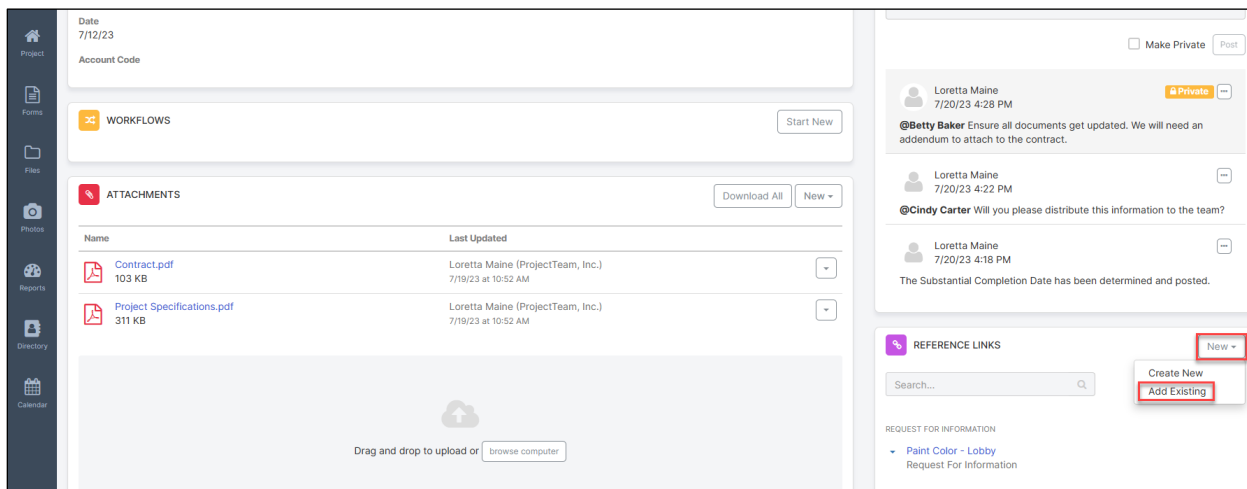 Project
Forms
Files
Photos
Reports
Directory
Calendar
Date
7/12/23
Account Code
WORKFLOWS
Start New
ATTACHMENTS
Download All
New
Name
Last Updated
Contract.pdf
Loretta Maine (ProjectTeam, Inc.)
103 KB
7/19/23 at 10:52 AM
Project Specifications.pdf
Loretta Maine (ProjectTeam, Inc.)
311 KB
7/19/23 at 10:52 AM
Drag and drop to upload or browse computer
Make Private
Post
Loretta Maine
Private
7/20/23 4:28 PM
@Betty Baker Ensure all documents get updated. We will need an
addendum to attach to the contract.
Loretta Maine
7/20/23 4:22 PM
@Cindy Carter Will you please distribute this information to the team?
Loretta Maine
7/20/23 4:18 PM
The Substantial Completion Date has been determined and posted.
REFERENCE LINKS
New
Create New
Add Existing
Search...
REQUEST FOR INFORMATION
Paint Color - Lobby
Request For Information